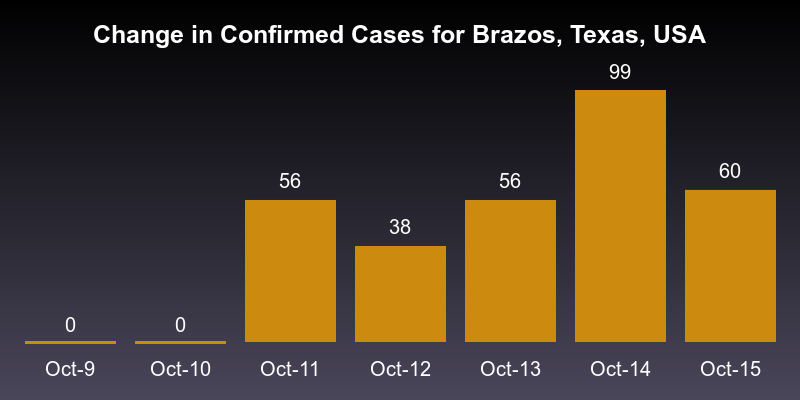 Change in Confirmed Cases for Brazos, Texas, USA
0 0 56 38 56 99 60
Oct-9 Oct-10 Oct-11 Oct-12 Oct-13 Oct-14 Oct-15